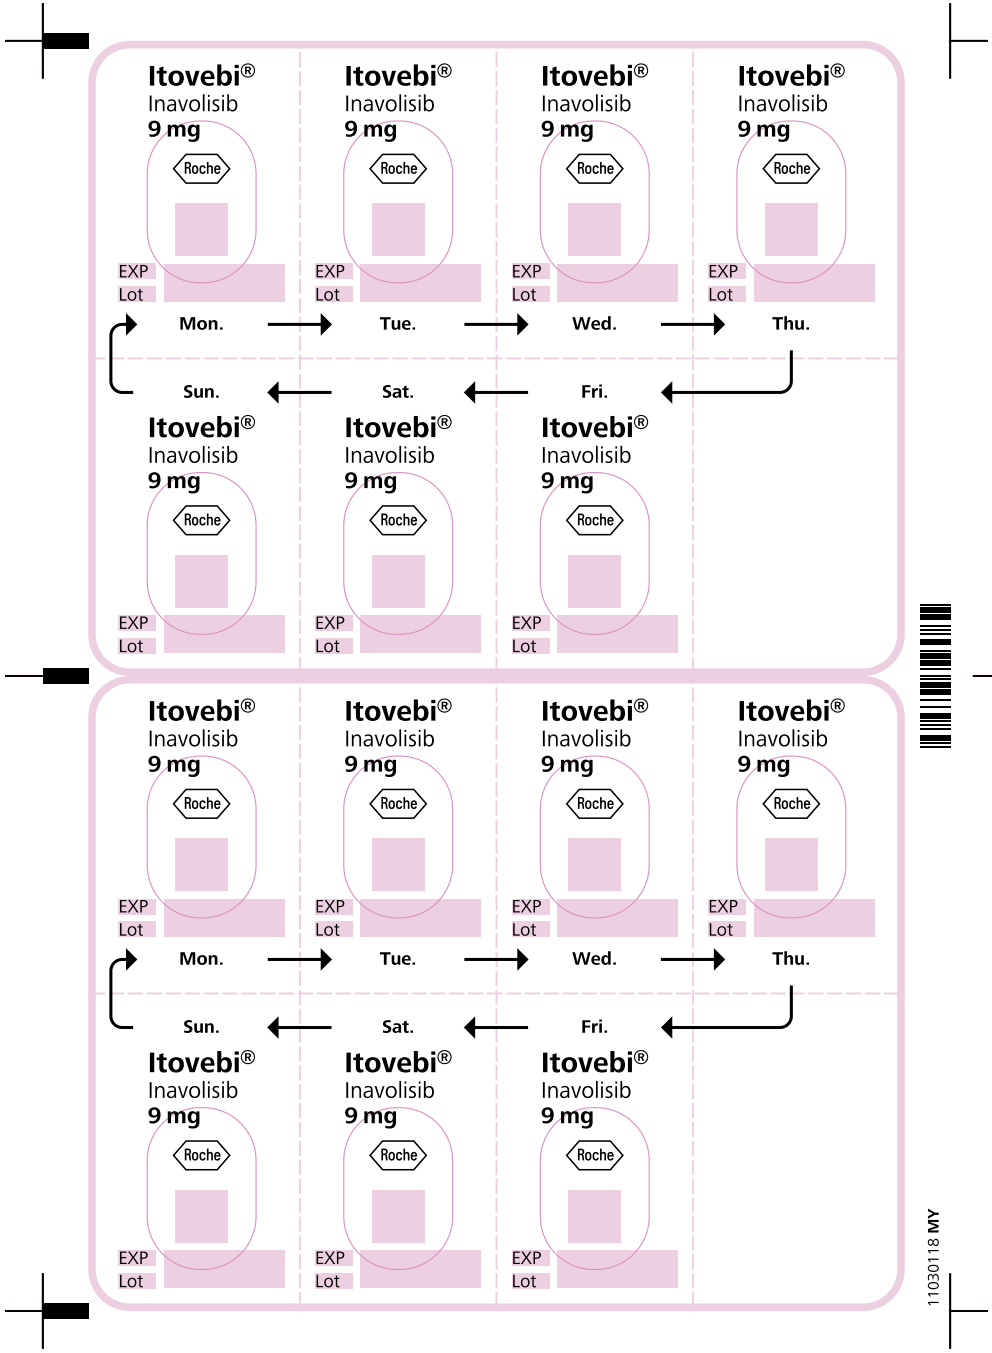 Itovebi® Itovebi® Itovebi® Itovebi®
Inavolisib Inavolisib Inavolisib Inavolisib
9 mg 9 mg 9 mg 9 mg
Roche Roche Roche Roche
EXP EXP EXP EXP
Lot Lot Lot Lot
Mon. Tue. Wed. Thu.
Sun. Sat. Fri.
Itovebi® Itovebi® Itovebi®
Inavolisib Inavolisib Inavolisib
9 mg 9 mg 9 mg
Roche Roche Roche
EXP EXP EXP
Lot Lot Lot
Itovebi® Itovebi® Itovebi® Itovebi®
Inavolisib Inavolisib Inavolisib Inavolisib
9 mg 9 mg 9 mg 9 mg
Roche Roche Roche Roche
EXP EXP EXP EXP
Lot Lot Lot Lot
Mon. Tue. Wed. Thu.
Sun. Sat. Fri.
Itovebi® Itovebi® Itovebi®
Inavolisib Inavolisib Inavolisib
9 mg 9 mg 9 mg
Roche Roche Roche
EXP EXP EXP
Lot Lot Lot
11030118 MY